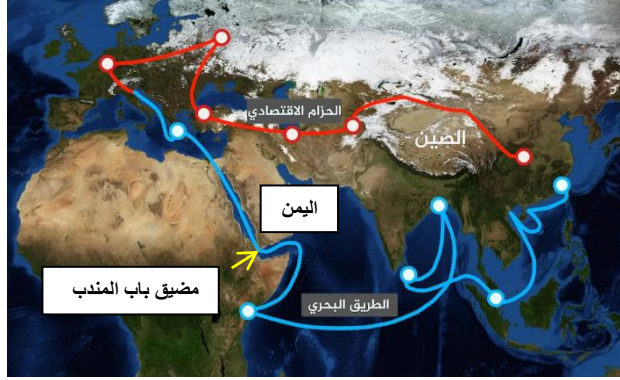 الحزام الاقتصادي
الصين
اليمن
مضيق باب المندب
الطريق البحري